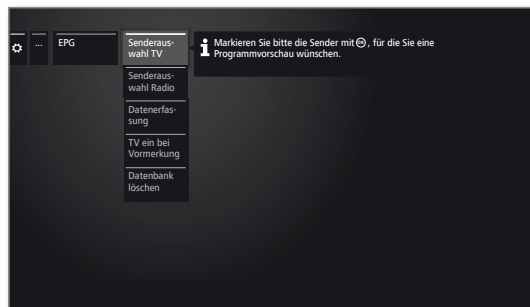 ...
EPG
Senderaus-
wahl TV
Markieren Sie bitte die Sender mit OK, für die Sie eine
Programmvorschau wünschen.
Senderaus-
wahl Radio
Datenerfas-
sung
TV ein bei
Vormerkung
Datenbank
löschen